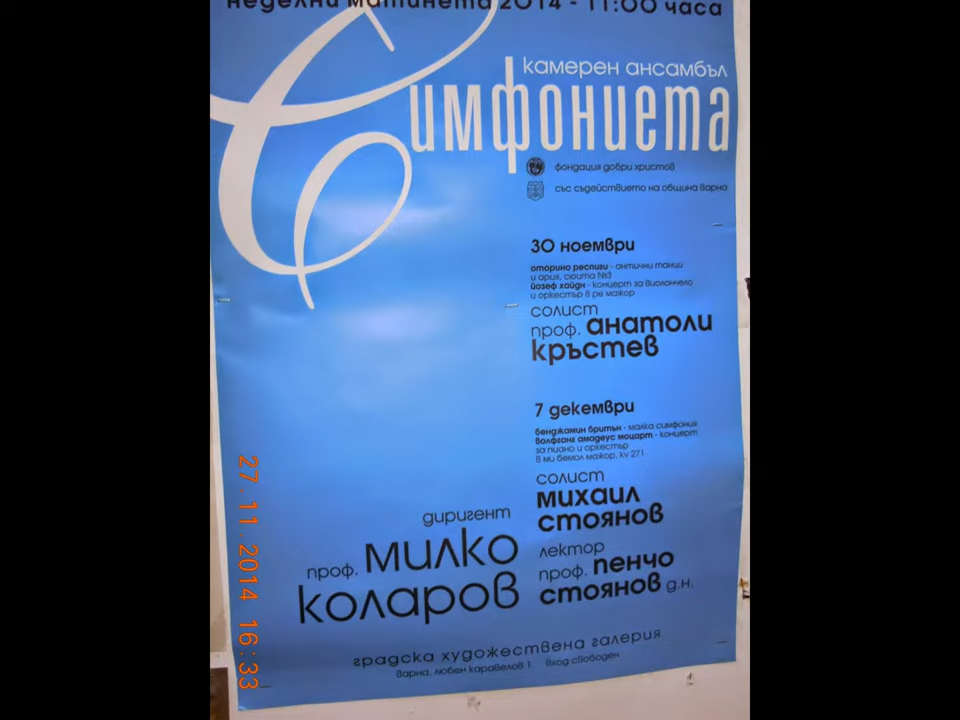 неделни матинета 2014 - 11:00 часа
камерен ансамбъл
Симфониета
фондация добри христов
със съдействието на община варна
30 ноември
оторино респиги - антични танци
и арии, сюита №3
йозеф хайдн - концерт за виолончело
и оркестър в ре мажор
солист
проф. анатоли
кръстев
7 декември
бенджамин бритън - малка симфония
волфганг амадеус моцарт - концерт
за пиано и оркестър
в ми бемол мажор, kv 271
солист
михаил
стоянов
лектор
проф. пенчо
стоянов д.н.
диригент
проф. милко
коларов
градска художествена галерия
варна, любен каравелов 1 вход свободен
27.11.2014 16:33